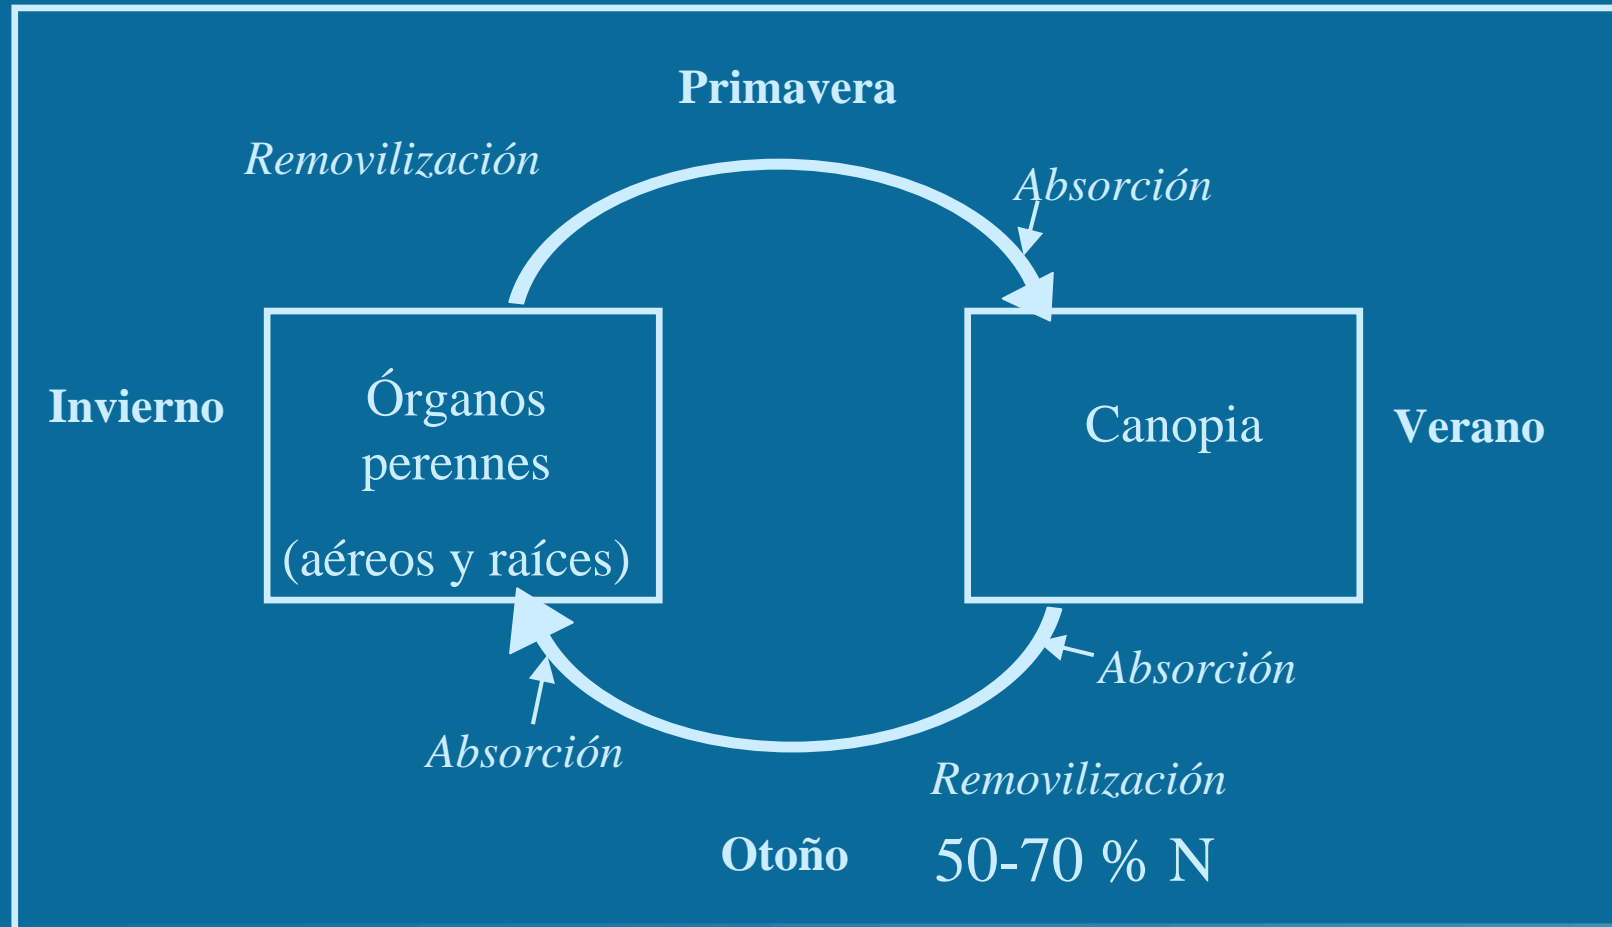 Primavera
Removilización
Absorción
Invierno
Órganos
perennes
(aéreos y raíces)
Canopia
Verano
Absorción
Absorción
Removilización
Otoño
50-70 % N